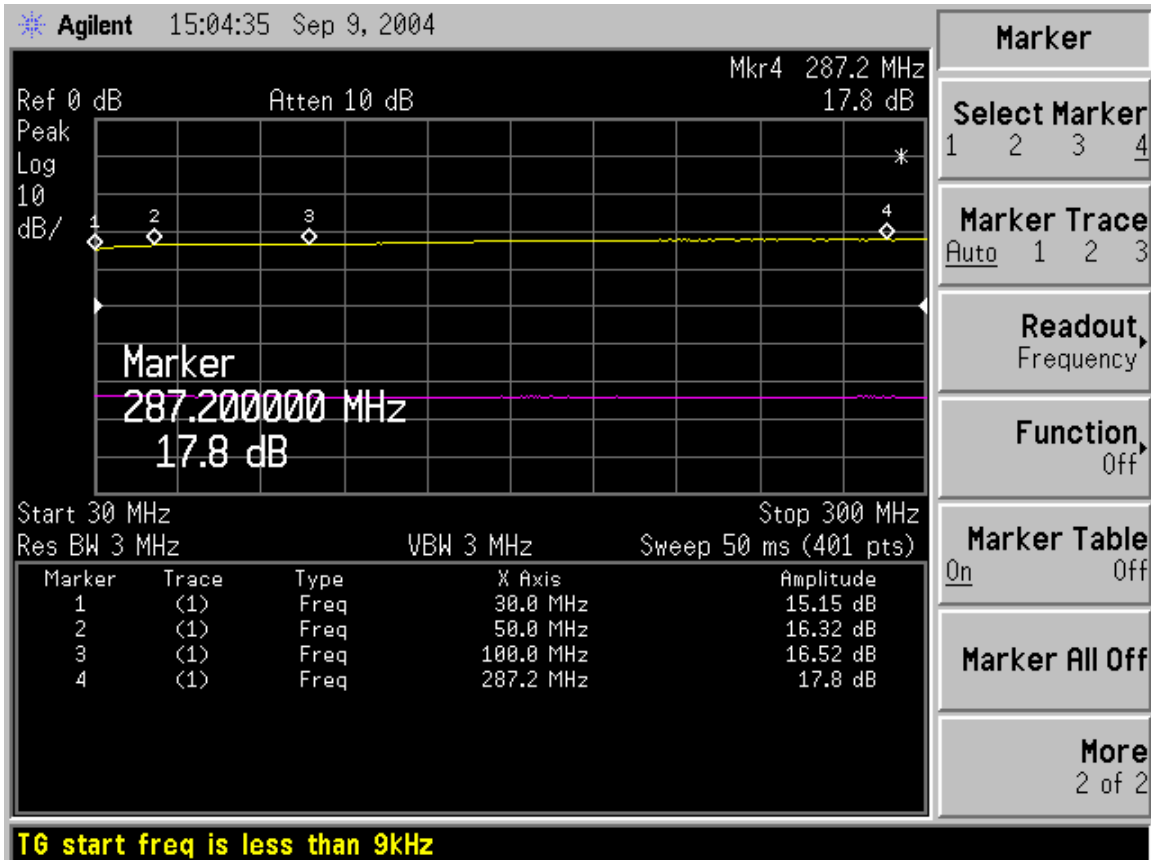 Agilent 15:04:35 Sep 9, 2004
Mkr4 287.2 MHz
Ref 0 dB Atten 10 dB 17.8 dB
Peak
Log
10
dB/
*
1 2 3 4
Marker
287.200000 MHz
17.8 dB
Start 30 MHz Stop 300 MHz
Res BW 3 MHz VBW 3 MHz Sweep 50 ms (401 pts)
Marker Trace Type X Axis Amplitude
1 (1) Freq 30.0 MHz 15.15 dB
2 (1) Freq 50.0 MHz 16.32 dB
3 (1) Freq 100.0 MHz 16.52 dB
4 (1) Freq 287.2 MHz 17.8 dB
TG start freq is less than 9kHz
Marker
Select Marker
1 2 3 4
Marker Trace
Auto 1 2 3
Readout
Frequency
Function
Off
Marker Table
On Off
Marker All Off
More
2 of 2